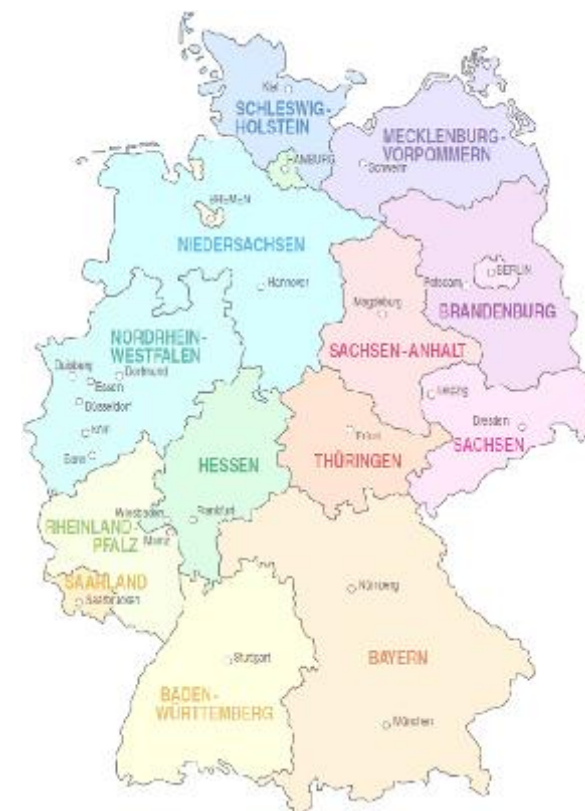 Kiel
SCHLESWIG-
HOLSTEIN
MECKLENBURG-
VORPOMMERN
HAMBURG
Schwerin
BREMEN
NIEDERSACHSEN
BERLIN
Hannover
Potsdam
Magdeburg
BRANDENBURG
NORDRHEIN-
WESTFALEN
SACHSEN-ANHALT
Duisburg
Dortmund
Essen
Leipzig
Düsseldorf
Dresden
Köln
Erfurt
SACHSEN
Bonn
HESSEN
THÜRINGEN
Wiesbaden
Frankfurt
RHEINLAND-
PFALZ
Mainz
SAARLAND
Saarbrücken
Nürnberg
Stuttgart
BAYERN
BADEN-
WÜRTTEMBERG
München